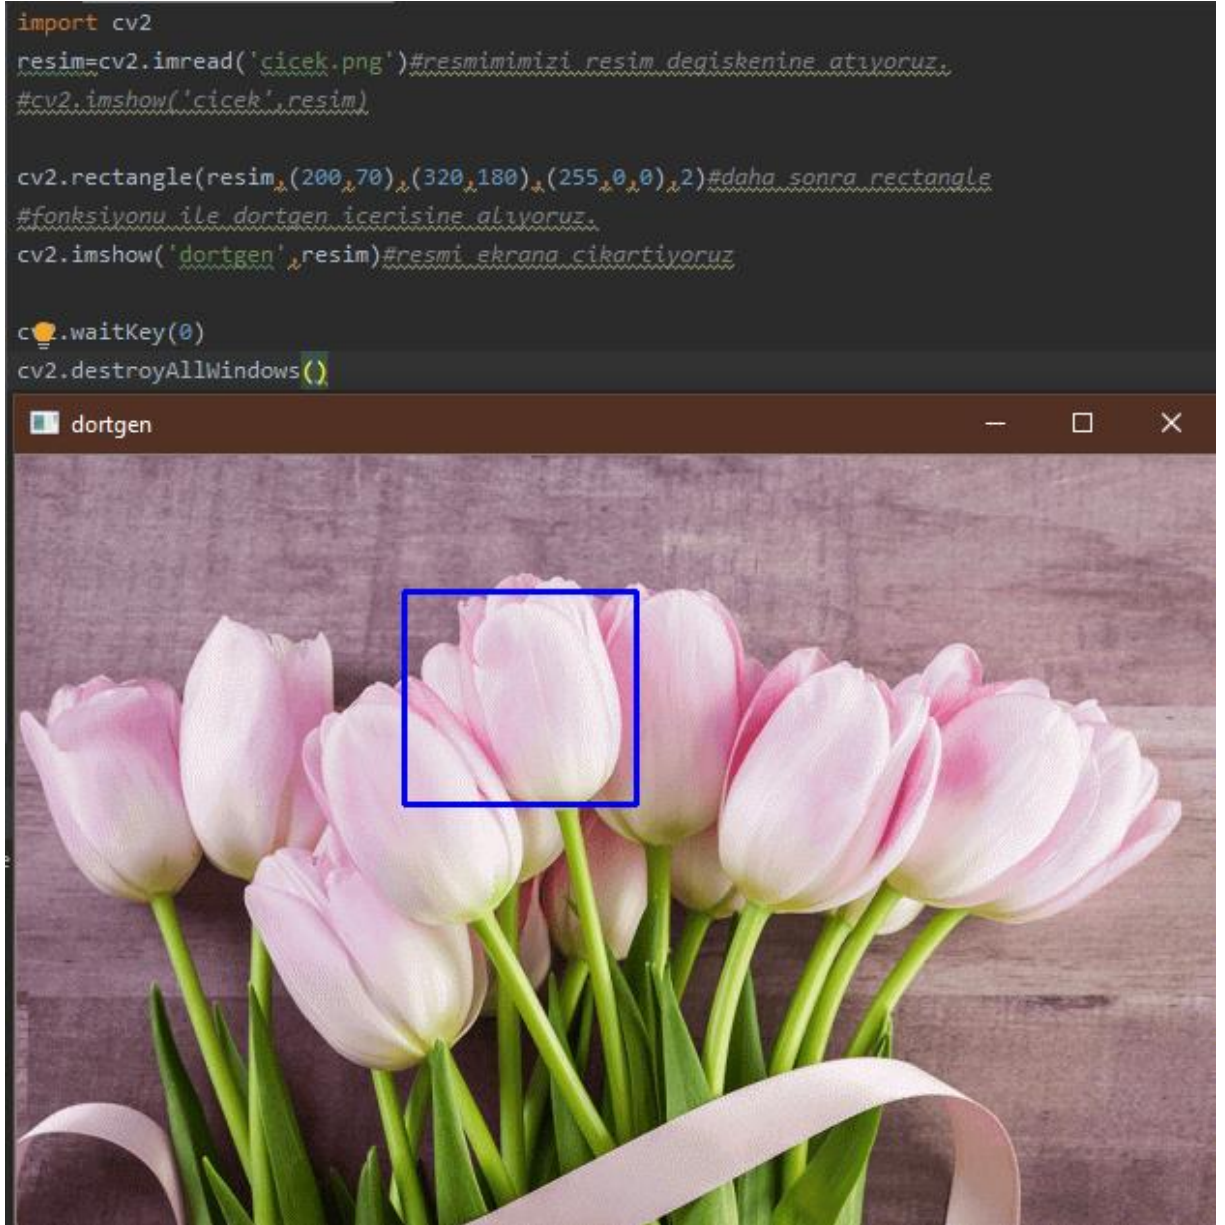 import cv2
resim=cv2.imread('cicek.png')#resmimimizi resim degiskenine atıyoruz.
#cv2.imshow('cicek',resim)
cv2.rectangle(resim,(200,70),(320,180),(255,0,0),2)#daha sonra rectangle
#fonksiyonu ile dortgen icerisine alıyoruz.
cv2.imshow('dortgen',resim)#resmi ekrana cikartiyoruz
cv2.waitKey(0)
cv2.destroyAllWindows()
dortgen